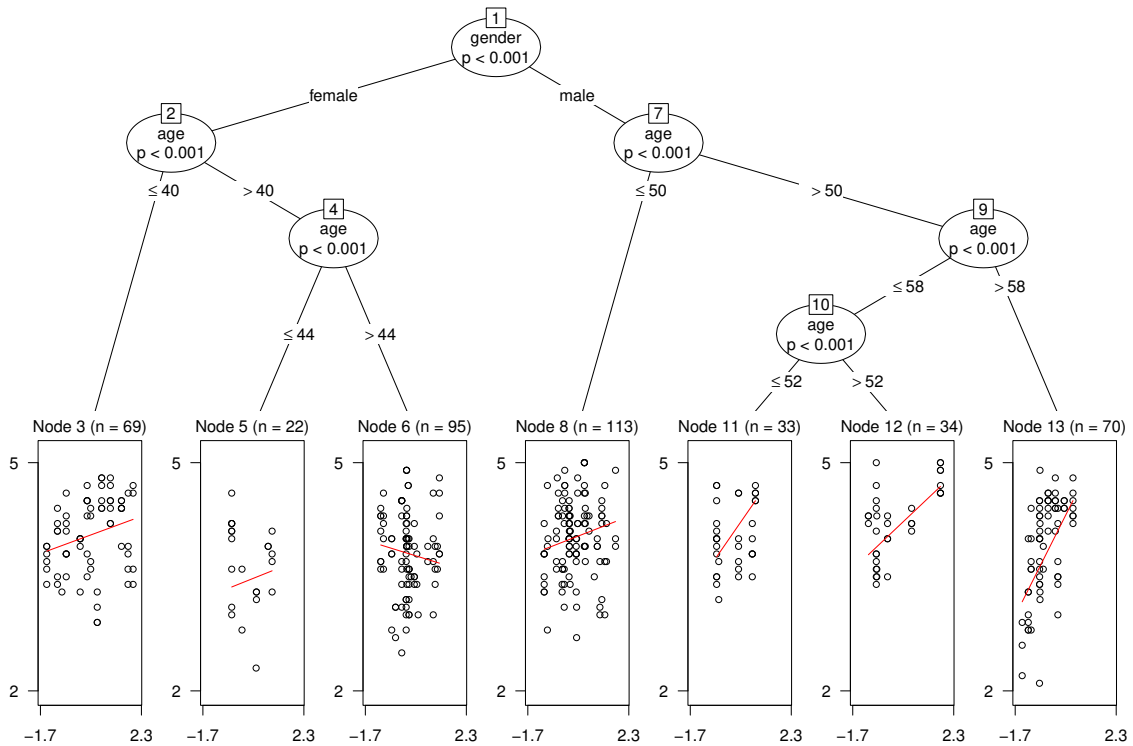 1
gender
p < 0.001
female
male
2
age
p < 0.001
7
age
p < 0.001
≤ 40
> 40
≤ 50
> 50
4
age
p < 0.001
9
age
p < 0.001
≤ 58
> 58
10
age
p < 0.001
≤ 44
> 44
≤ 52
> 52
Node 3 (n = 69)
Node 5 (n = 22)
Node 6 (n = 95)
Node 8 (n = 113)
Node 11 (n = 33)
Node 12 (n = 34)
Node 13 (n = 70)
5
2
−1.7
2.3
5
2
−1.7
2.3
5
2
−1.7
2.3
5
2
−1.7
2.3
5
2
−1.7
2.3
5
2
−1.7
2.3
5
2
−1.7
2.3